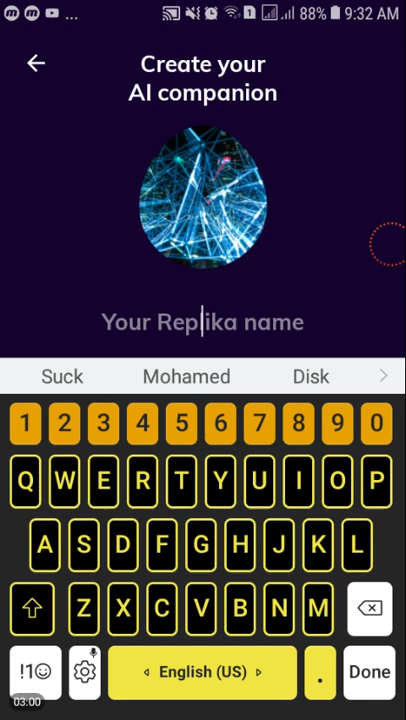 ... 1 88% 9:32 AM
Create your
AI companion
Your Replika name
Suck Mohamed Disk
1 2 3 4 5 6 7 8 9 0
Q W E R T Y U I O P
A S D F G H J K L
Z X C V B N M
!1☺ English (US) . Done
03:00